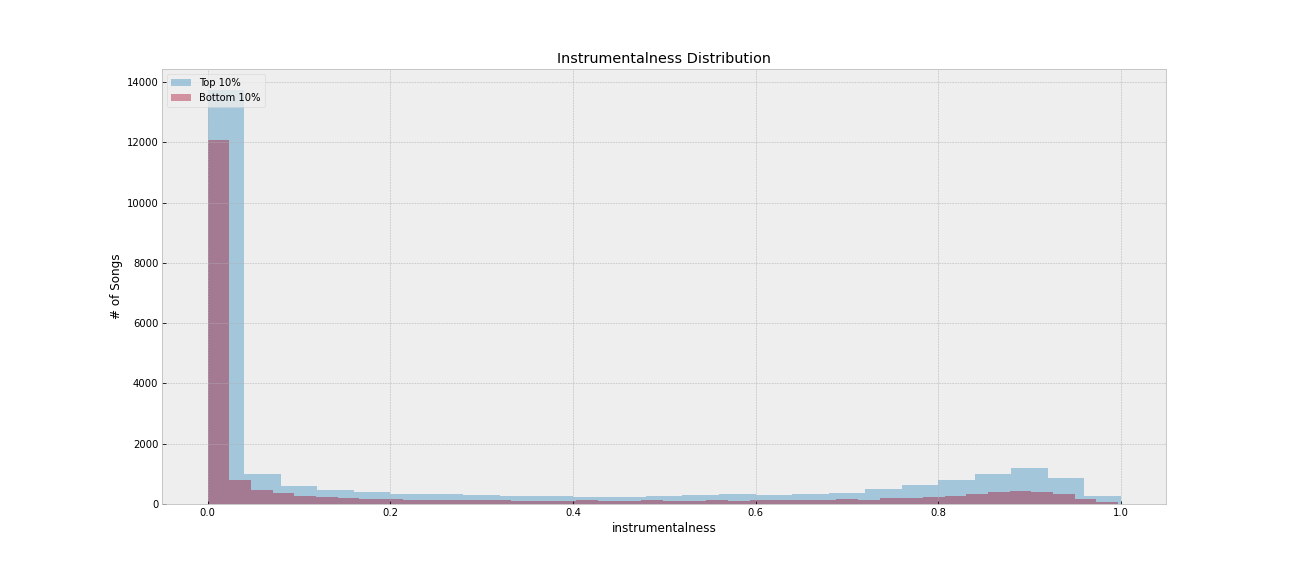 Instrumentalness Distribution
Top 10%
Bottom 10%
14000
12000
10000
8000
6000
4000
2000
0
# of Songs
0.0 0.2 0.4 0.6 0.8 1.0
instrumentalness